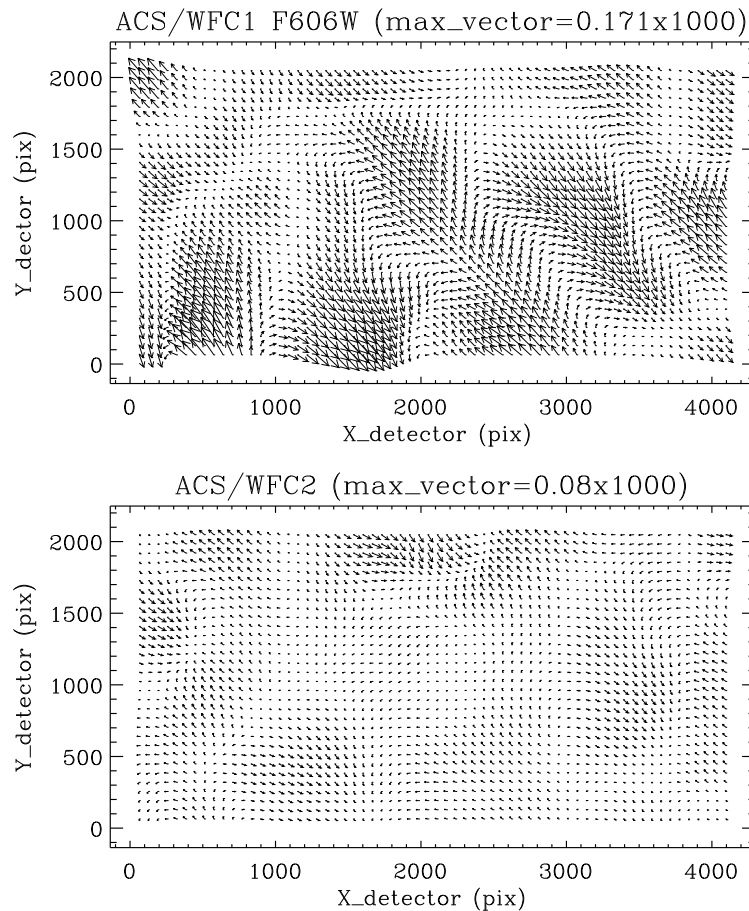 ACS/WFC1 F606W (max_vector=0.171x1000)
2000
1500
1000
500
0
Y_dector (pix)
0 1000 2000 3000 4000
X_detector (pix)
ACS/WFC2 (max_vector=0.08x1000)
2000
1500
1000
500
0
Y_detector (pix)
0 1000 2000 3000 4000
X_detector (pix)